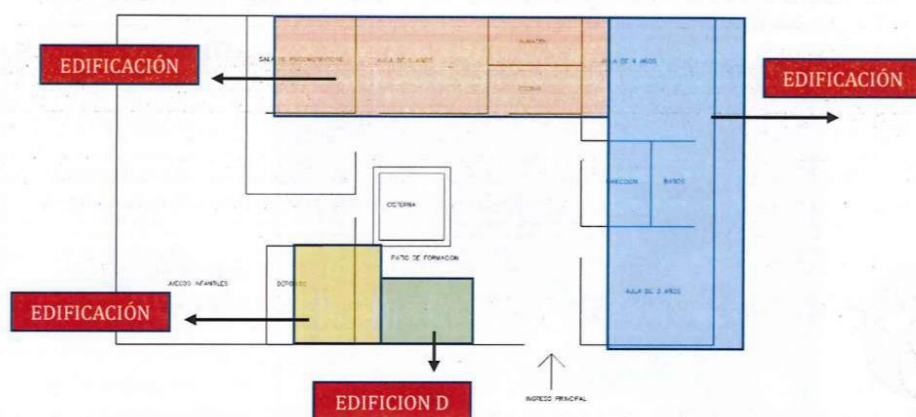 EDIFICACIÓN
SALA DE PSICOMOTRICIDAD
AULA DE 5 AÑOS
ALMACEN
COCINA
AULA DE 4 AÑOS
EDIFICACIÓN
DIRECCION
BAÑOS
CISTERNA
PATIO DE FORMACION
JUEGOS INFANTILES
DEPOSITO
AULA DE 3 AÑOS
EDIFICACIÓN
EDIFICION D
INGRESO PRINCIPAL